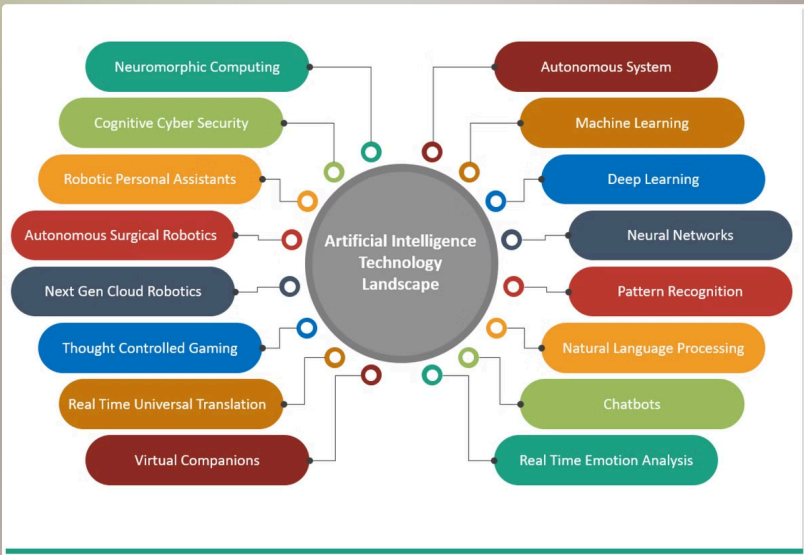 Neuromorphic Computing
Cognitive Cyber Security
Robotic Personal Assistants
Autonomous Surgical Robotics
Next Gen Cloud Robotics
Thought Controlled Gaming
Real Time Universal Translation
Virtual Companions
Artificial Intelligence
Technology
Landscape
Autonomous System
Machine Learning
Deep Learning
Neural Networks
Pattern Recognition
Natural Language Processing
Chatbots
Real Time Emotion Analysis